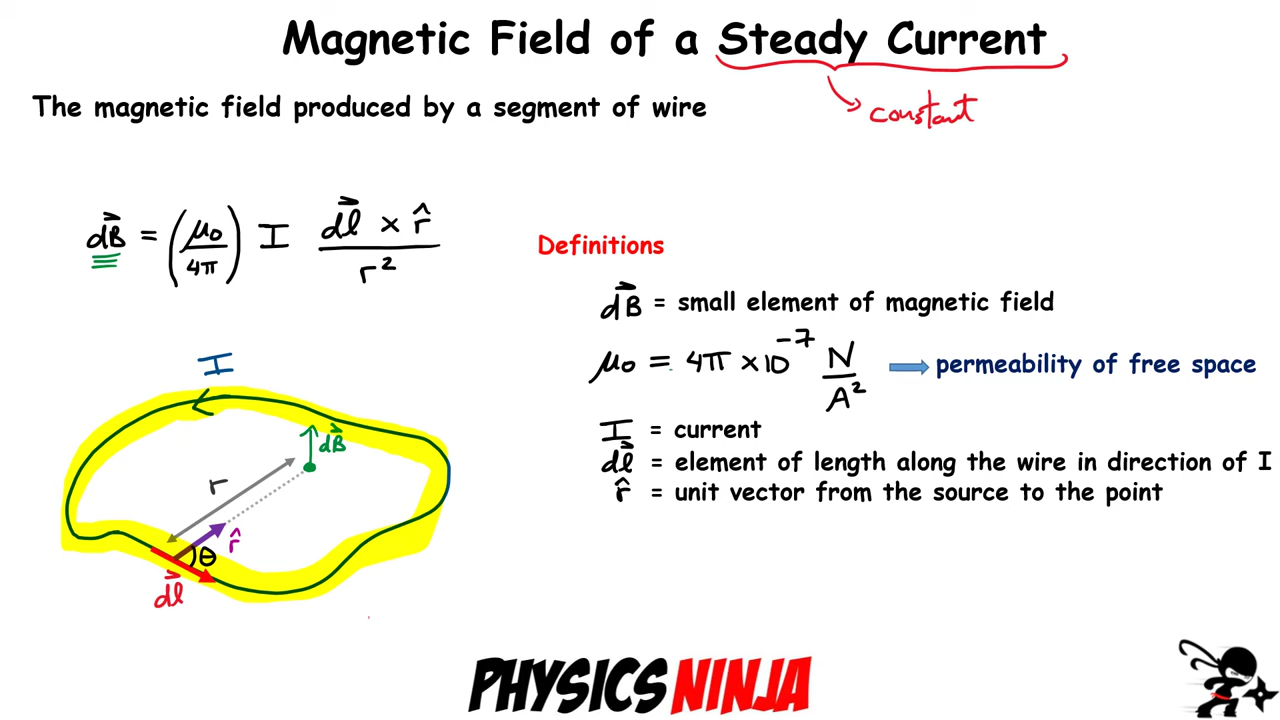 Magnetic Field of a Steady Current
constant
The magnetic field produced by a segment of wire
dB⃗ = (μ₀/4π) I (dl⃗ × r̂)/r²
Definitions
dB⃗ = small element of magnetic field
μ₀ = 4π × 10⁻⁷ N/A² permeability of free space
I = current
dl⃗ = element of length along the wire in direction of I
r̂ = unit vector from the source to the point
I
dB⃗
r
r̂
θ
dl⃗
PHYSICS NINJA